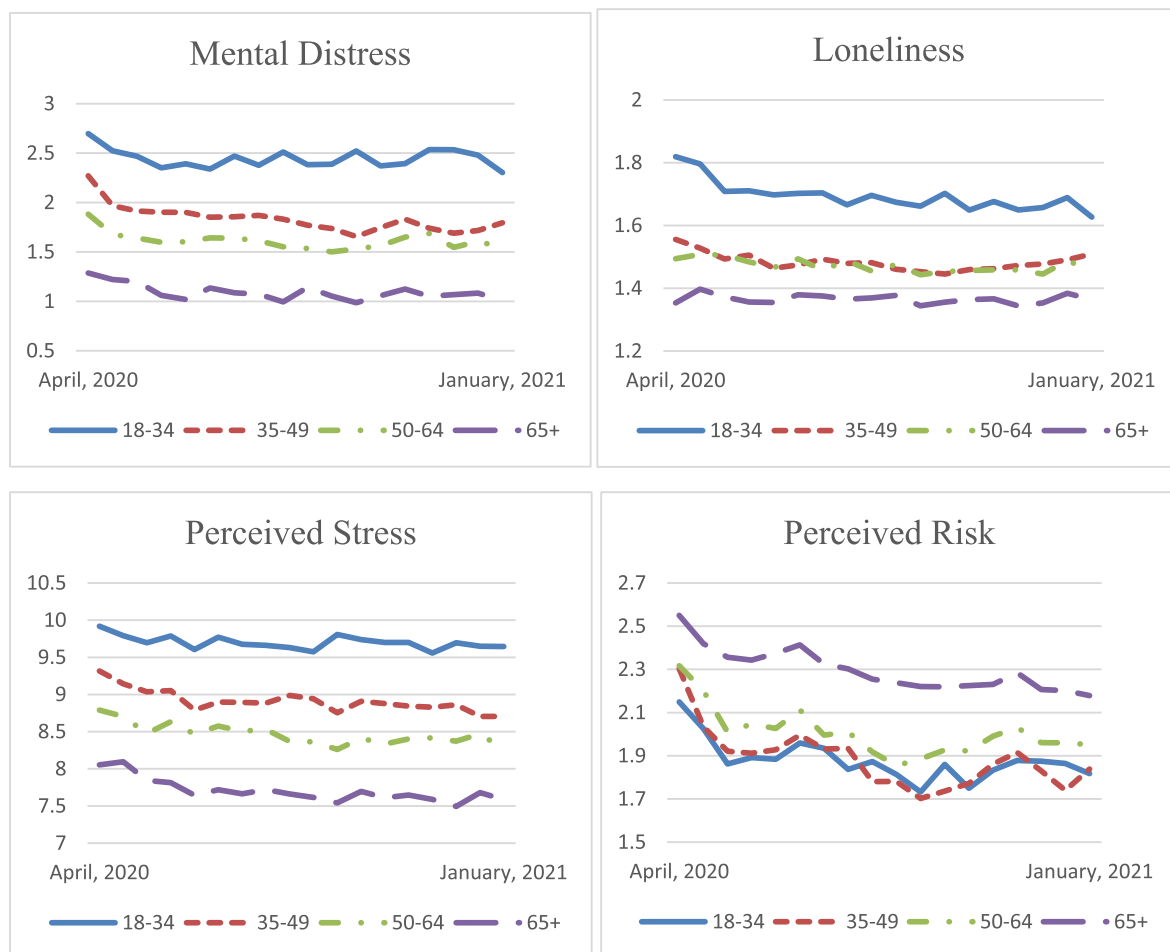 Mental Distress
3
2.5
2
1.5
1
0.5
April, 2020 January, 2021
18-34 35-49 50-64 65+
Loneliness
2
1.8
1.6
1.4
1.2
April, 2020 January, 2021
18-34 35-49 50-64 65+
Perceived Stress
10.5
10
9.5
9
8.5
8
7.5
7
April, 2020 January, 2021
18-34 35-49 50-64 65+
Perceived Risk
2.7
2.5
2.3
2.1
1.9
1.7
1.5
April, 2020 January, 2021
18-34 35-49 50-64 65+